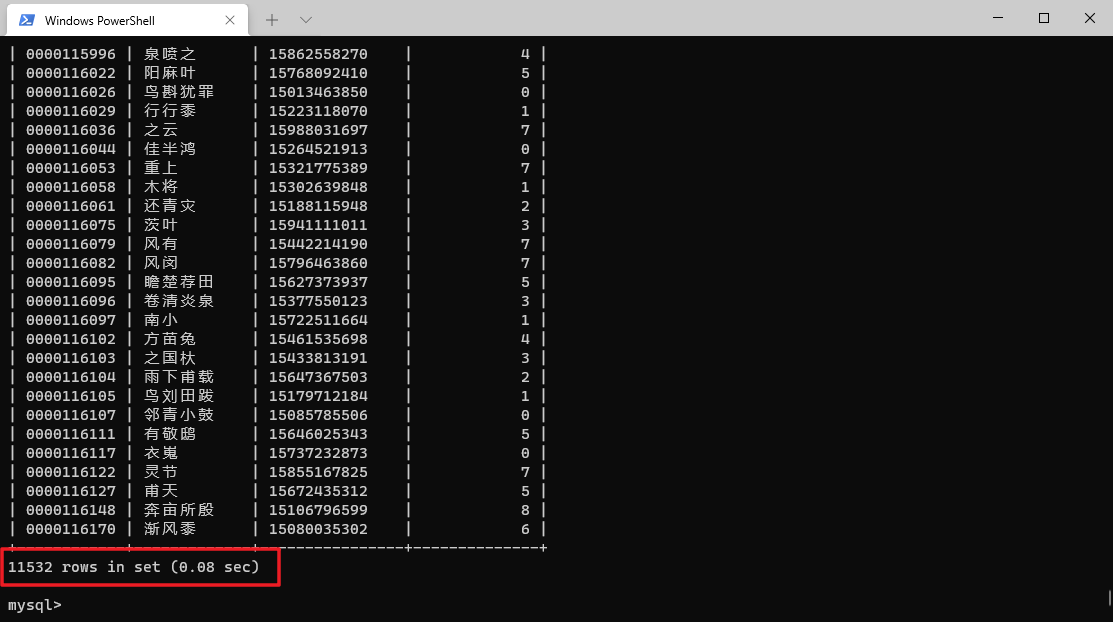 Windows PowerShell
| 0000115996 | 泉喷之 | 15862558270 | 4 |
| 0000116022 | 阳麻叶 | 15768092410 | 5 |
| 0000116026 | 鸟斟犹罪 | 15013463850 | 0 |
| 0000116029 | 行行黍 | 15223118070 | 1 |
| 0000116036 | 之云 | 15988031697 | 7 |
| 0000116044 | 佳半鸿 | 15264521913 | 0 |
| 0000116053 | 重上 | 15321775389 | 7 |
| 0000116058 | 木将 | 15302639848 | 1 |
| 0000116061 | 还青灾 | 15188115948 | 2 |
| 0000116075 | 茨叶 | 15941111011 | 3 |
| 0000116079 | 风有 | 15442214190 | 7 |
| 0000116082 | 风闵 | 15796463860 | 7 |
| 0000116095 | 瞻楚荐田 | 15627373937 | 5 |
| 0000116096 | 卷清炎泉 | 15377550123 | 3 |
| 0000116097 | 南小 | 15722511664 | 1 |
| 0000116102 | 方苗兔 | 15461535698 | 4 |
| 0000116103 | 之国杕 | 15433813191 | 3 |
| 0000116104 | 雨下甫载 | 15647367503 | 2 |
| 0000116105 | 鸟刘田跋 | 15179712184 | 1 |
| 0000116107 | 邻青小鼓 | 15085785506 | 0 |
| 0000116111 | 有敬鸱 | 15646025343 | 5 |
| 0000116117 | 衣嵬 | 15737232873 | 0 |
| 0000116122 | 灵节 | 15855167825 | 7 |
| 0000116127 | 甫天 | 15672435312 | 5 |
| 0000116148 | 奔亩所殷 | 15106796599 | 8 |
| 0000116170 | 渐风黍 | 15080035302 | 6 |
+------------+-------------+----------------+--------------+
11532 rows in set (0.08 sec)
mysql>